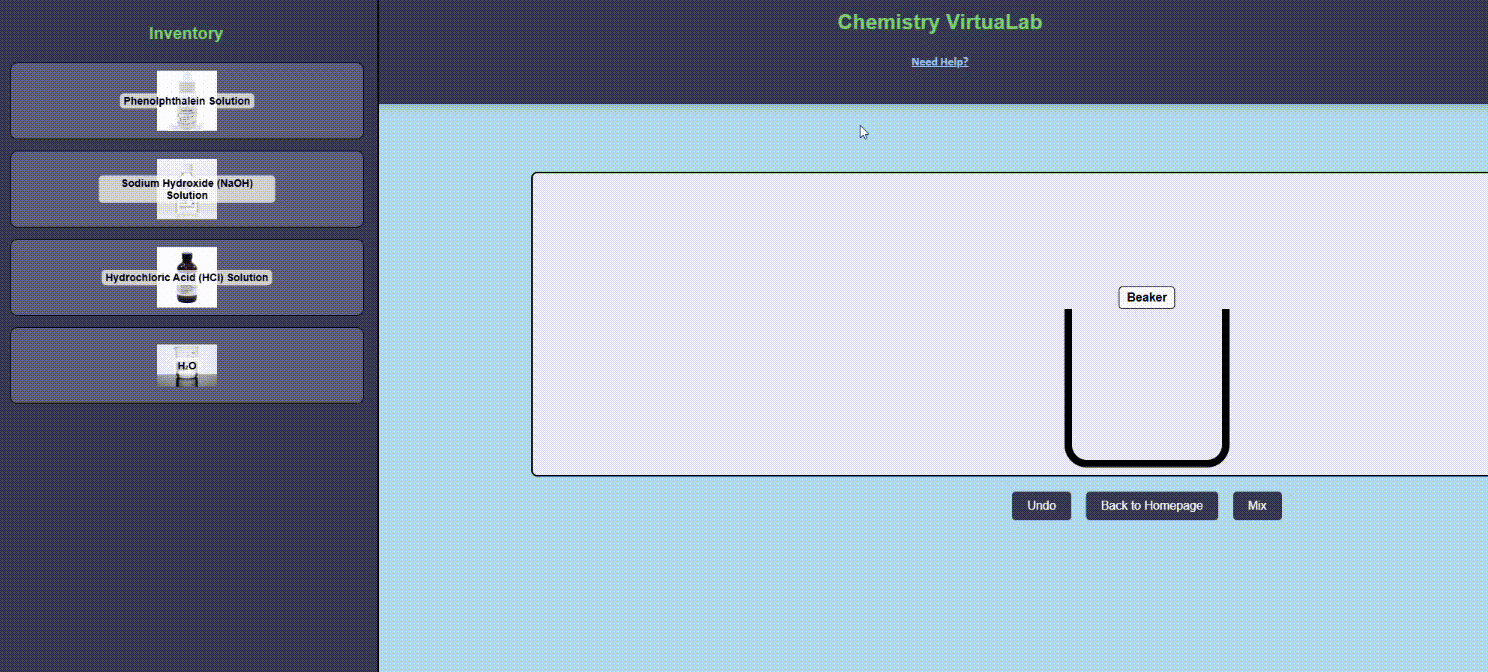 Inventory
Phenolphthalein Solution
Sodium Hydroxide (NaOH)
Solution
Hydrochloric Acid (HCl) Solution
H₂O
Chemistry VirtuaLab
Need Help?
Beaker
Undo
Back to Homepage
Mix